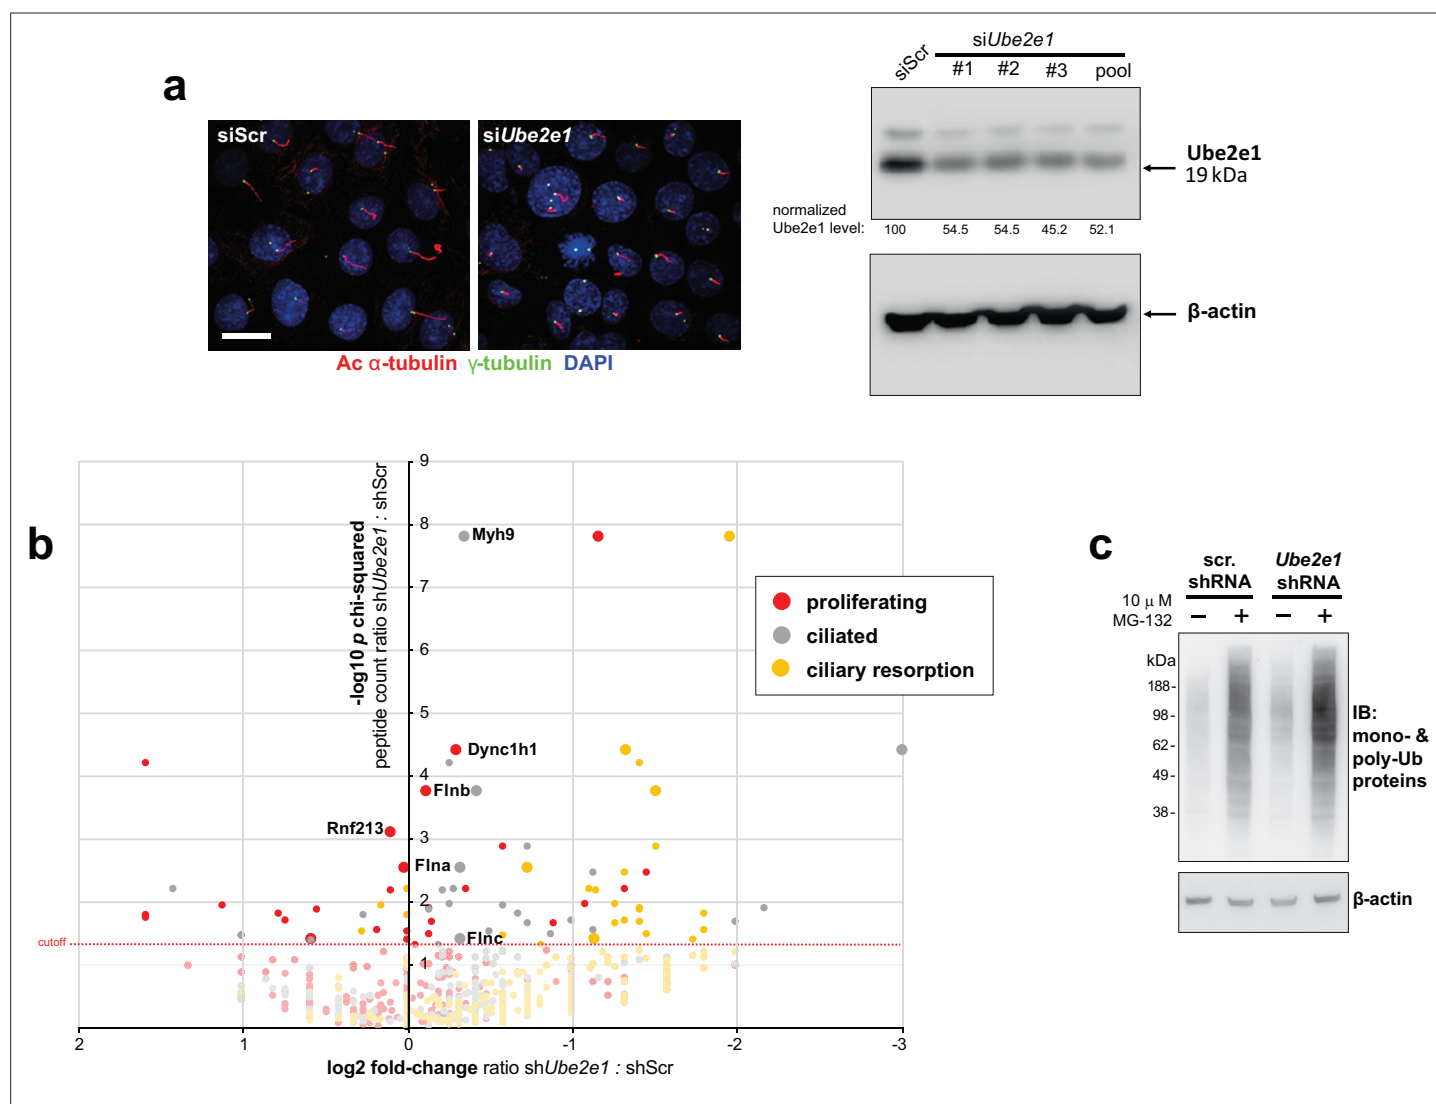 a
siScr
siUbe2e1
Ac α-tubulin γ-tubulin DAPI
siScr
siUbe2e1
#1 #2 #3 pool
Ube2e1
19 kDa
normalized
Ube2e1 level: 100 54.5 54.5 45.2 52.1
β-actin
b
-log10 p chi-squared
peptide count ratio shUbe2e1 : shScr
9
8
7
6
5
4
3
2
1
Myh9
Dync1h1
Flnb
Rnf213
Flna
Flnc
cutoff
proliferating
ciliated
ciliary resorption
2 1 0 -1 -2 -3
log2 fold-change ratio shUbe2e1 : shScr
c
scr. Ube2e1
shRNA shRNA
10 μ M
MG-132 – + – +
kDa
188-
98-
62-
49-
38-
IB:
mono- &
poly-Ub
proteins
β-actin